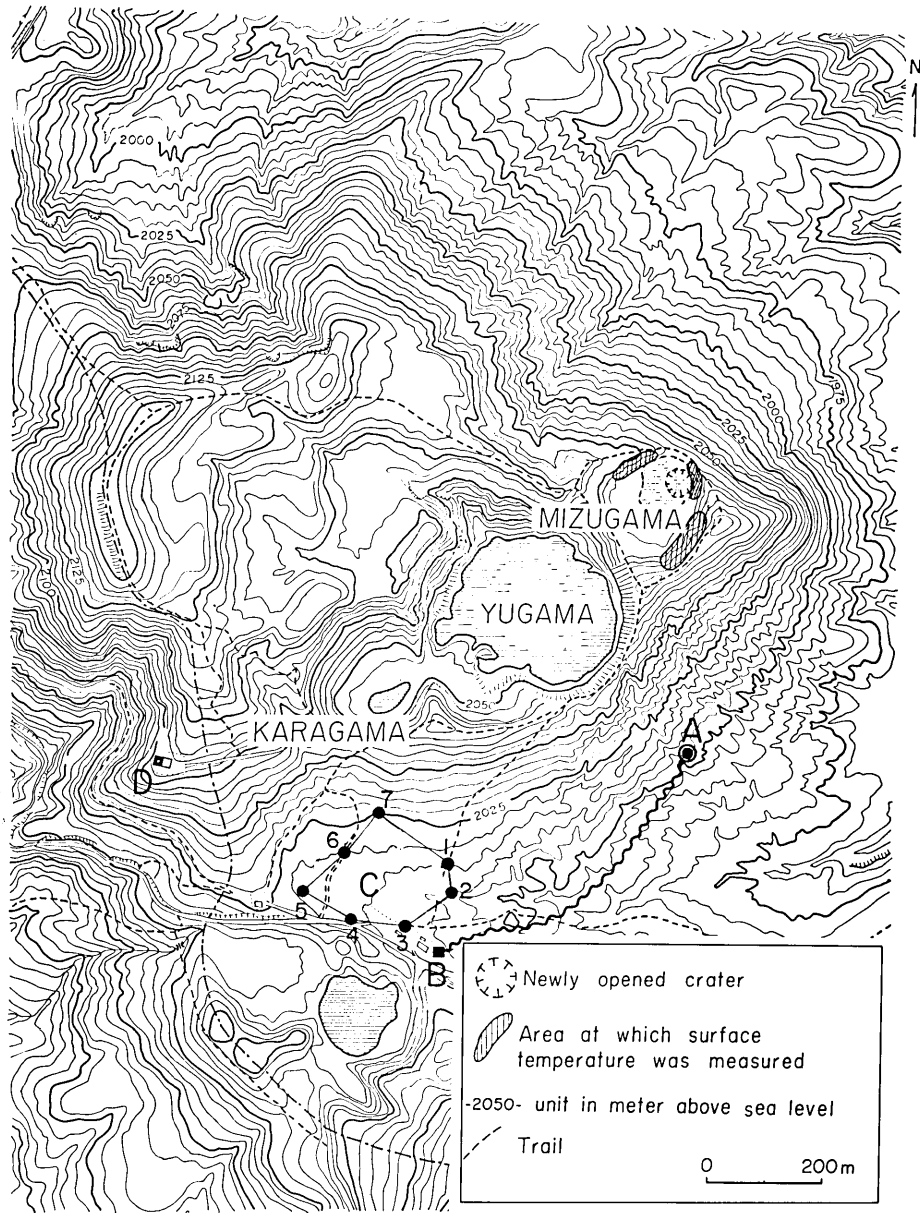 N
2000
2025
2050
2075
2125
1975
2000
2025
2050
MIZUGAMA
2125
2100
YUGAMA
2050
KARAGAMA
A
D
2025
7
6
1
C
2
5
4
3
B
Newly opened crater
Area at which surface
temperature was measured
-2050- unit in meter above sea level
Trail
0 200m